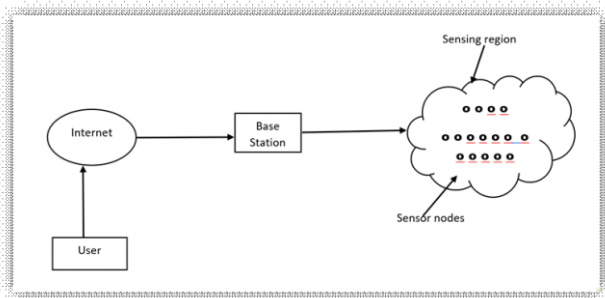 Sensing region
o o o o
Internet
Base
Station
o o o o o o o
o o o o o
Sensor nodes
User